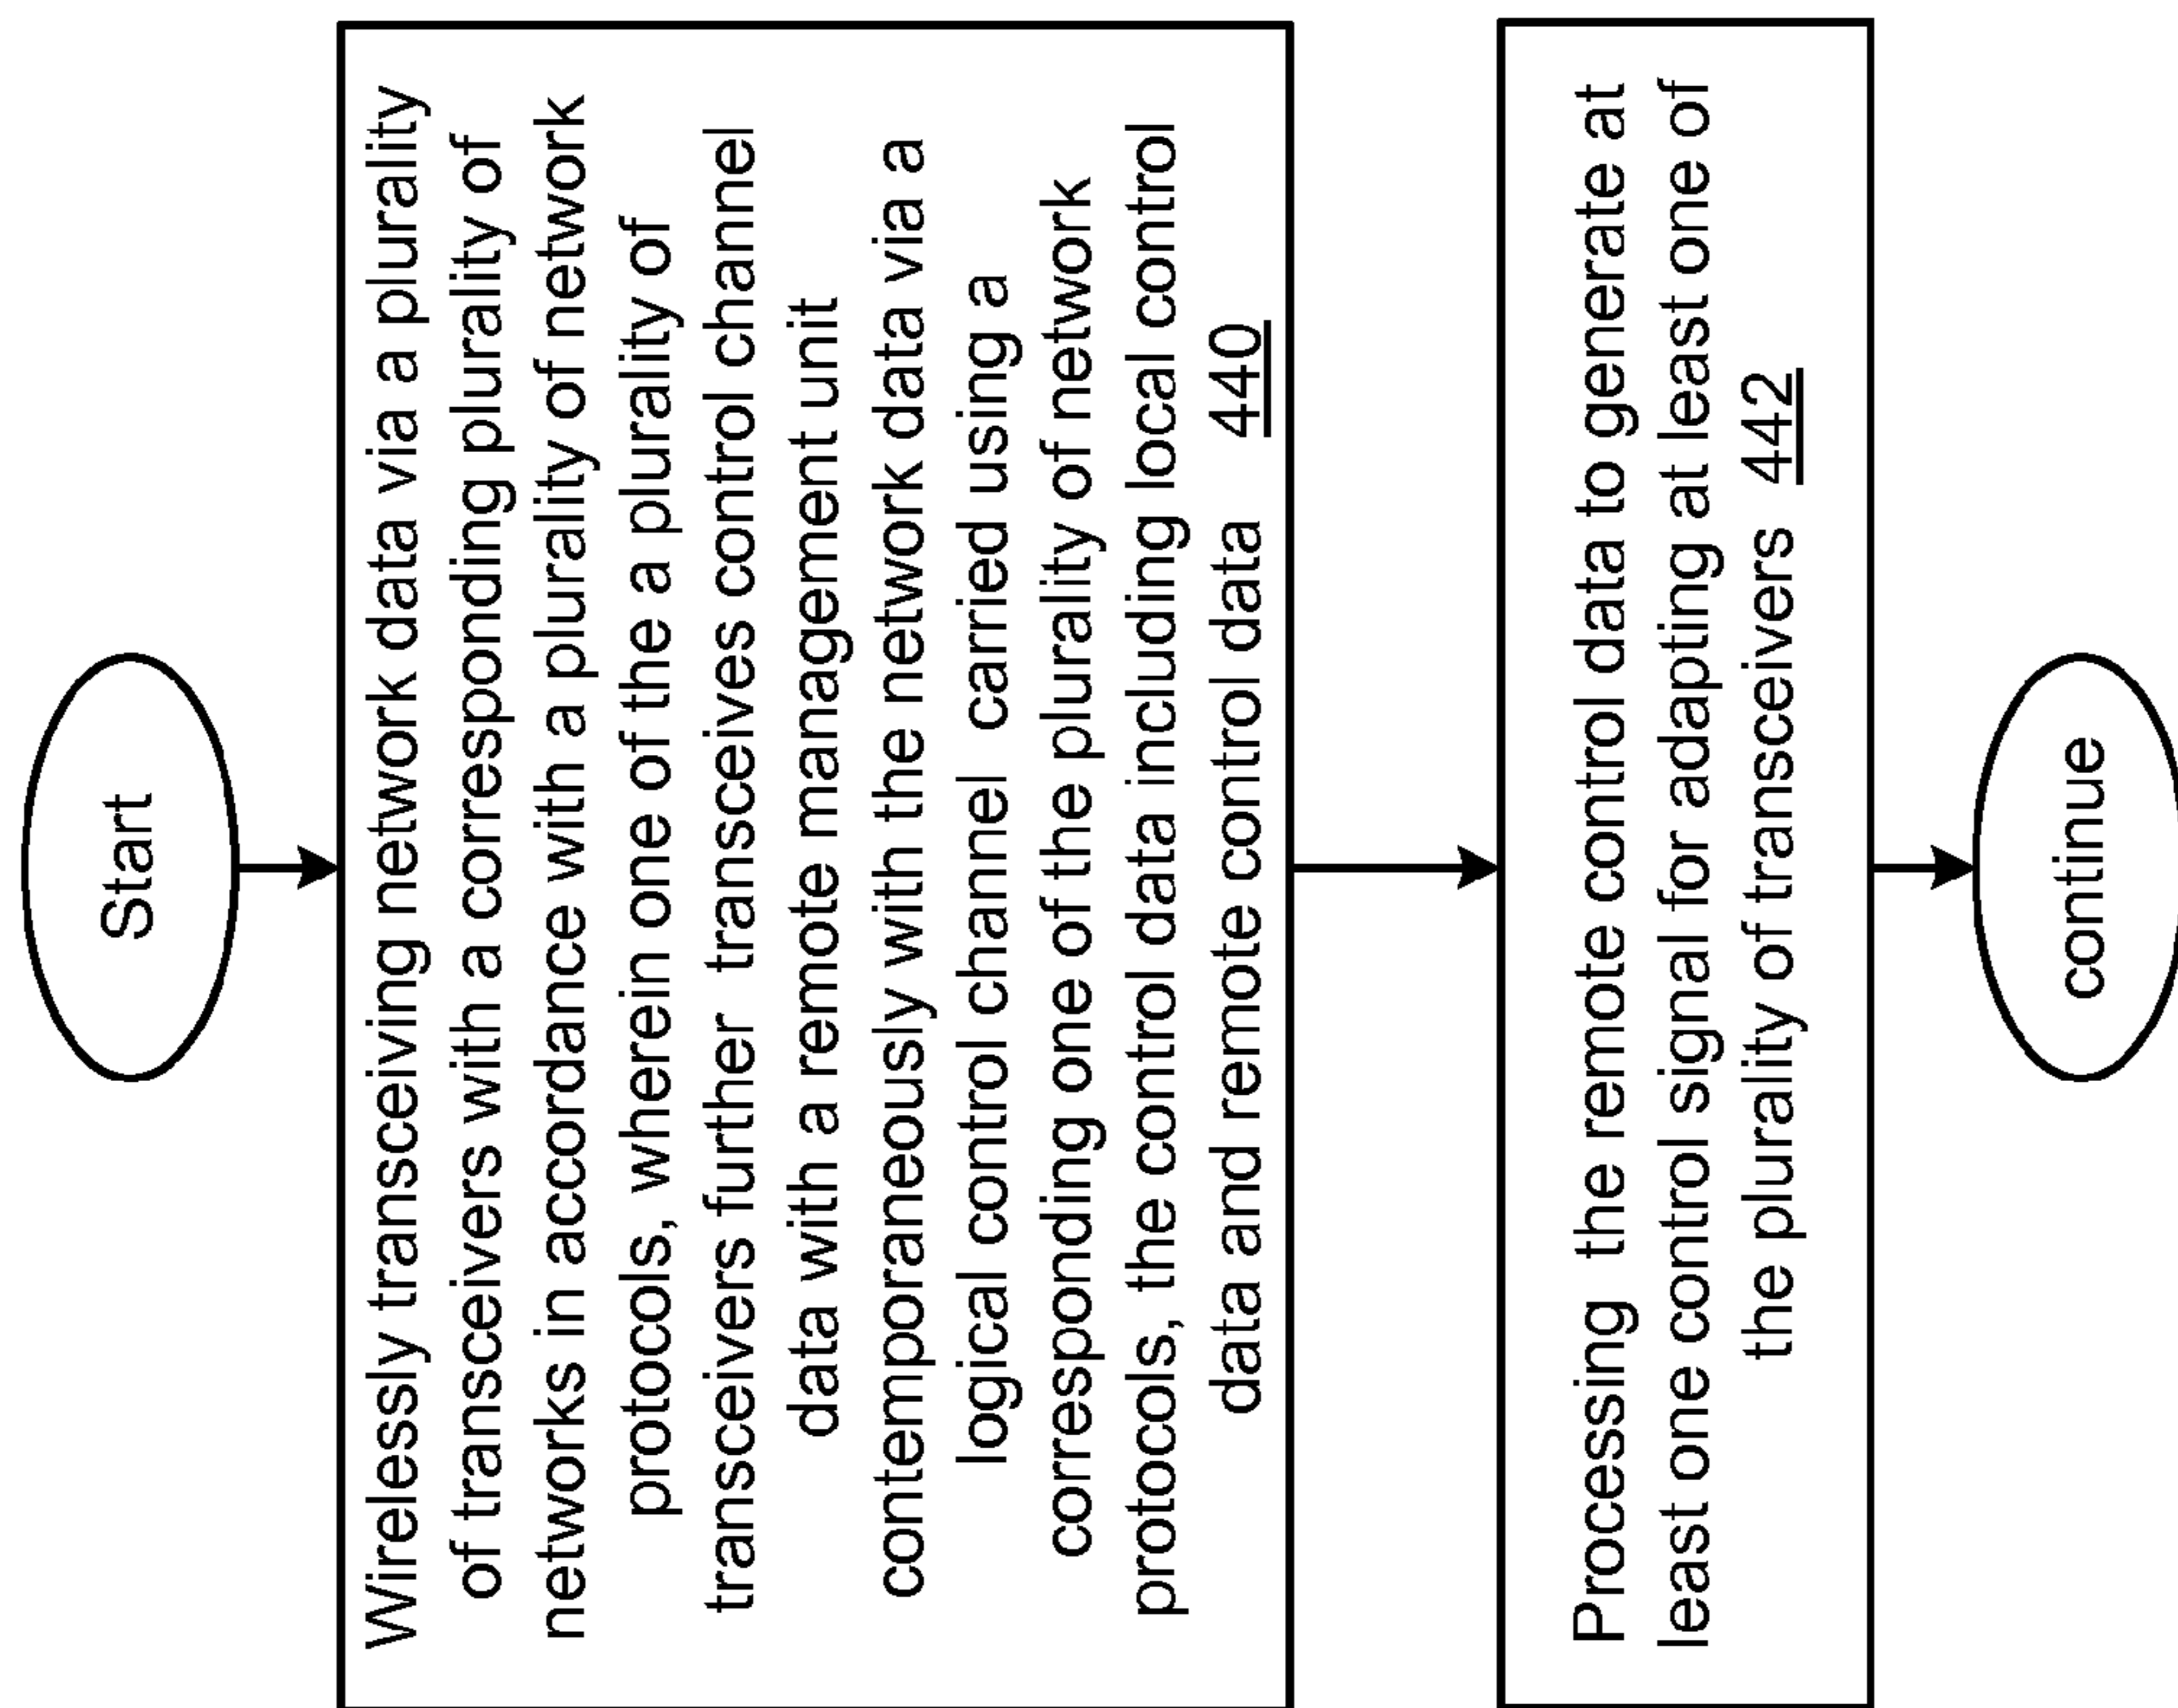 Start
Wirelessly transceiving network data via a plurality
of transceivers with a corresponding plurality of
networks in accordance with a plurality of network
protocols, wherein one of the a plurality of
transceivers further transceives control channel
data with a remote management unit
contemporaneously with the network data via a
logical control channel carried using a
corresponding one of the plurality of network
protocols, the control data including local control
data and remote control data 440
Processing the remote control data to generate at
least one control signal for adapting at least one of
the plurality of transceivers 442
continue